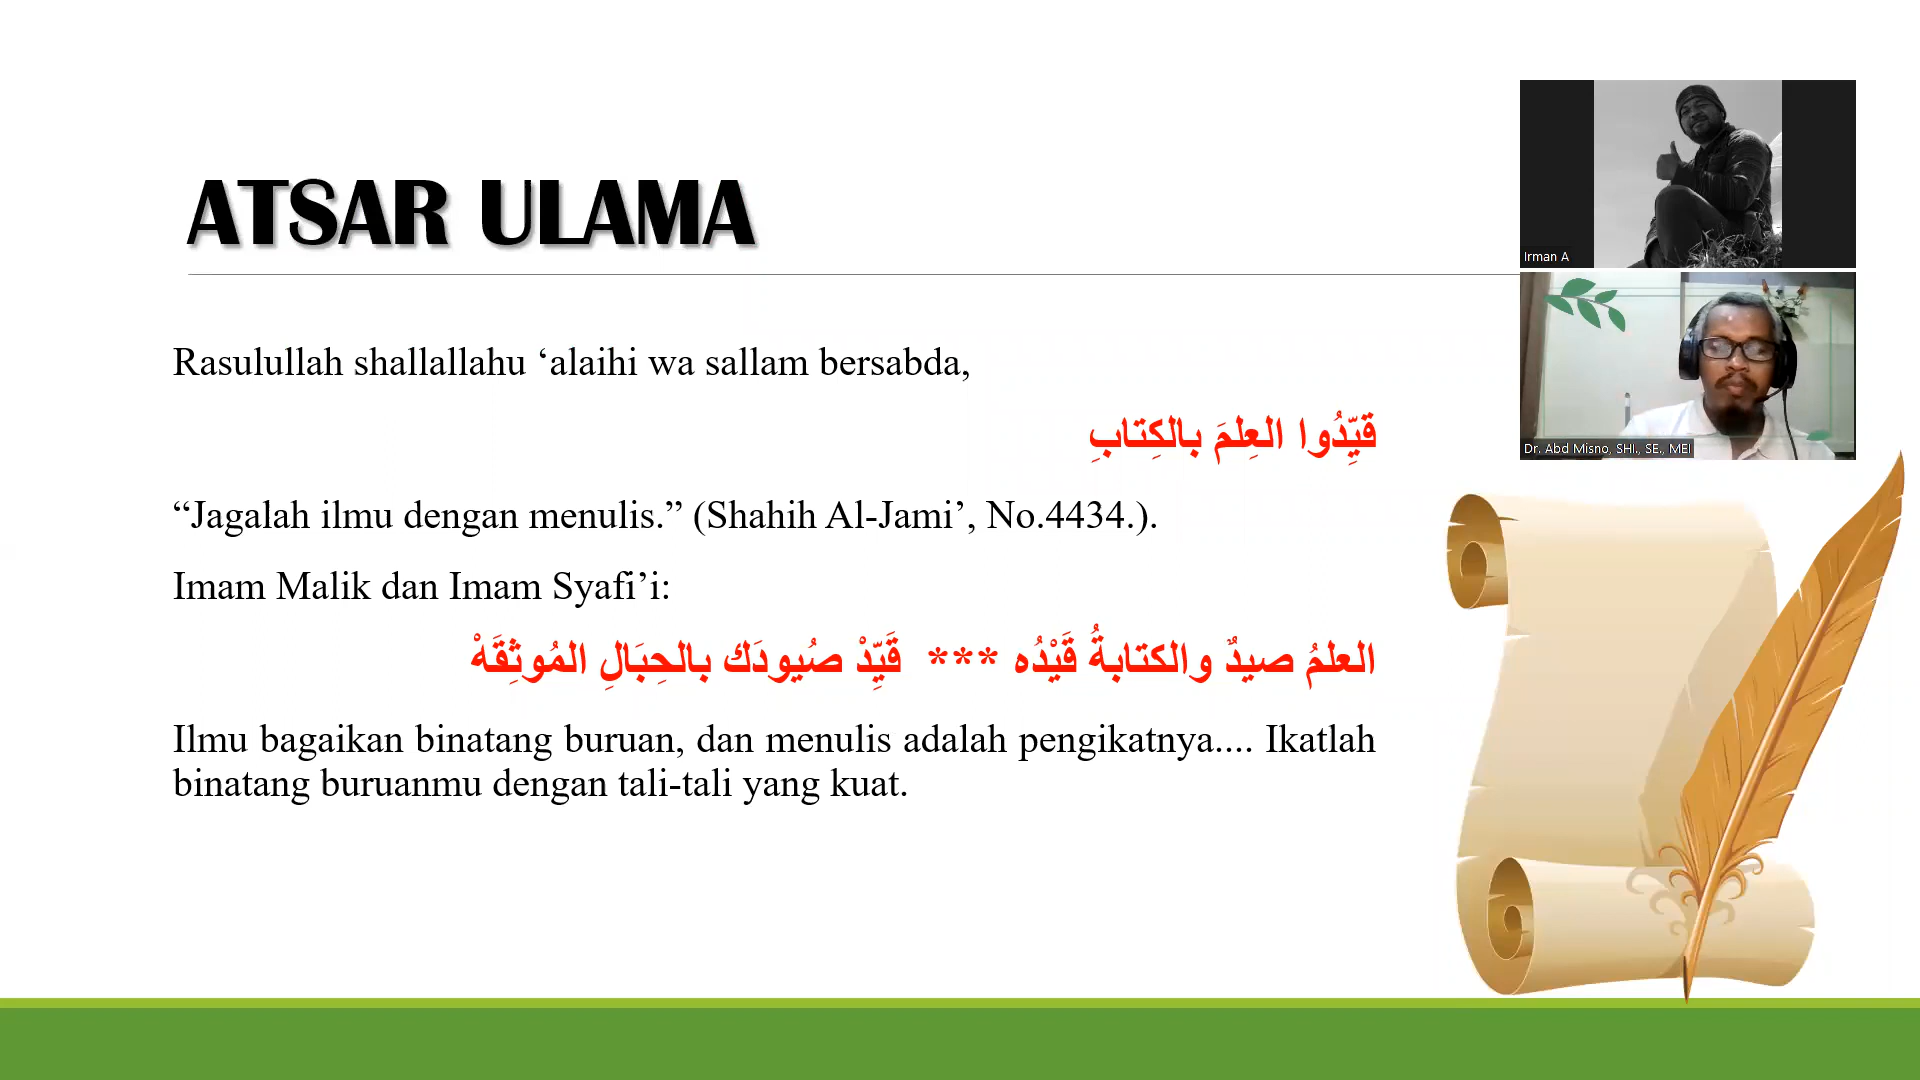 ATSAR ULAMA
Irman A
Dr. Abd Misno, SHI., SE., MEI
Rasulullah shallallahu ‘alaihi wa sallam bersabda,
قيِّدُوا العِلمَ بالكِتابِ
“Jagalah ilmu dengan menulis.” (Shahih Al-Jami’, No.4434.).
Imam Malik dan Imam Syafi’i:
العلمُ صيدٌ والكتابةُ قَيْدُه *** قَيِّدْ صُيودَك بالحِبَالِ المُوثِقَهْ
Ilmu bagaikan binatang buruan, dan menulis adalah pengikatnya.... Ikatlah
binatang buruanmu dengan tali-tali yang kuat.